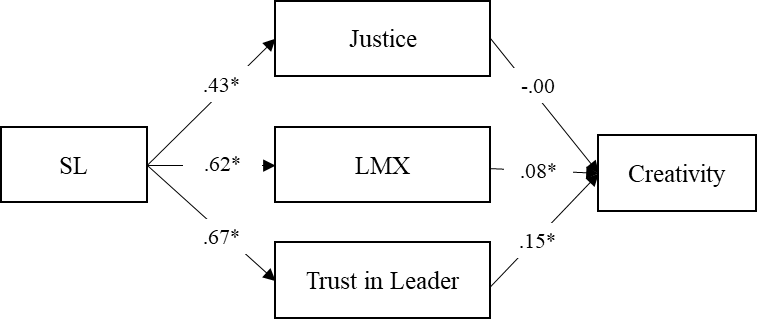 Justice
.43*
-.00
SL
.62*
LMX
.08*
Creativity
.67*
.15*
Trust in Leader